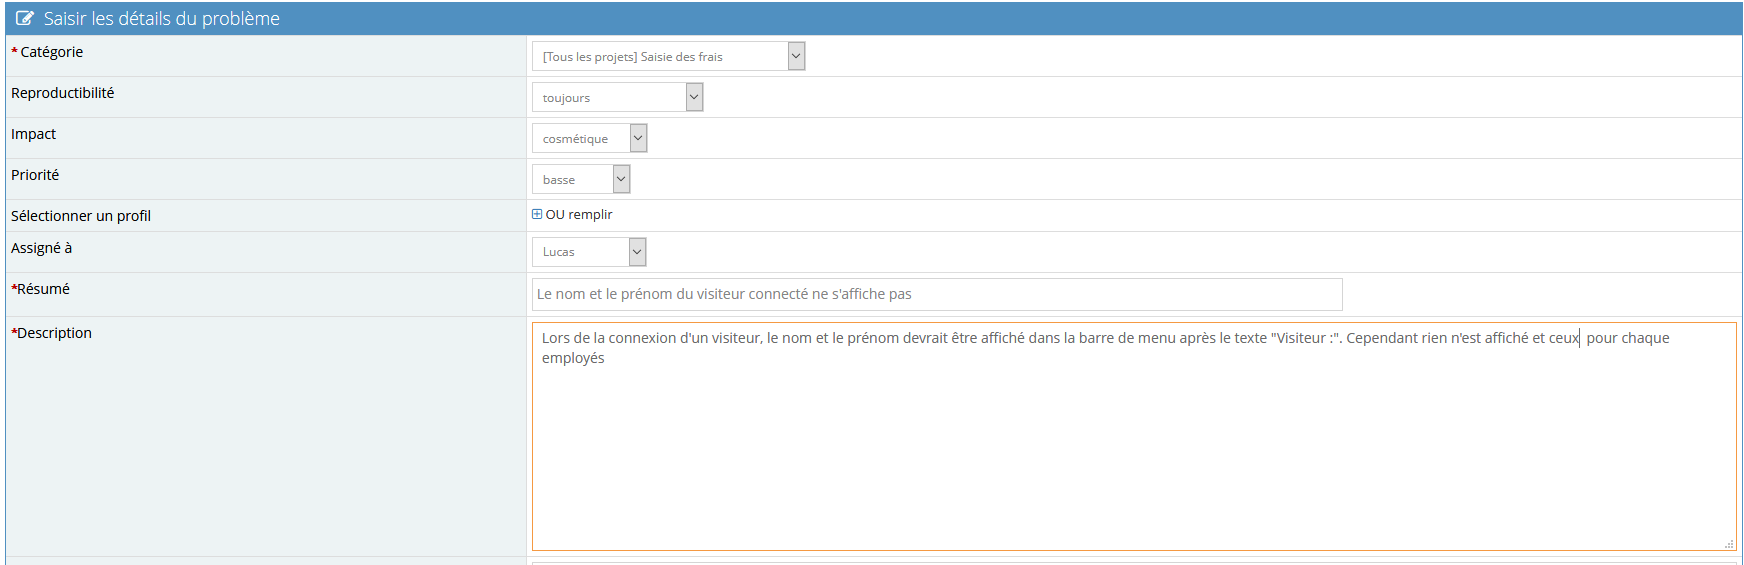 Saisir les détails du problème
* Catégorie
[Tous les projets] Saisie des frais
Reproductibilité
toujours
Impact
cosmétique
Priorité
basse
Sélectionner un profil
OU remplir
Assigné à
Lucas
*Résumé
Le nom et le prénom du visiteur connecté ne s'affiche pas
*Description
Lors de la connexion d'un visiteur, le nom et le prénom devrait être affiché dans la barre de menu après le texte "Visiteur :". Cependant rien n'est affiché et ceux pour chaque
employés